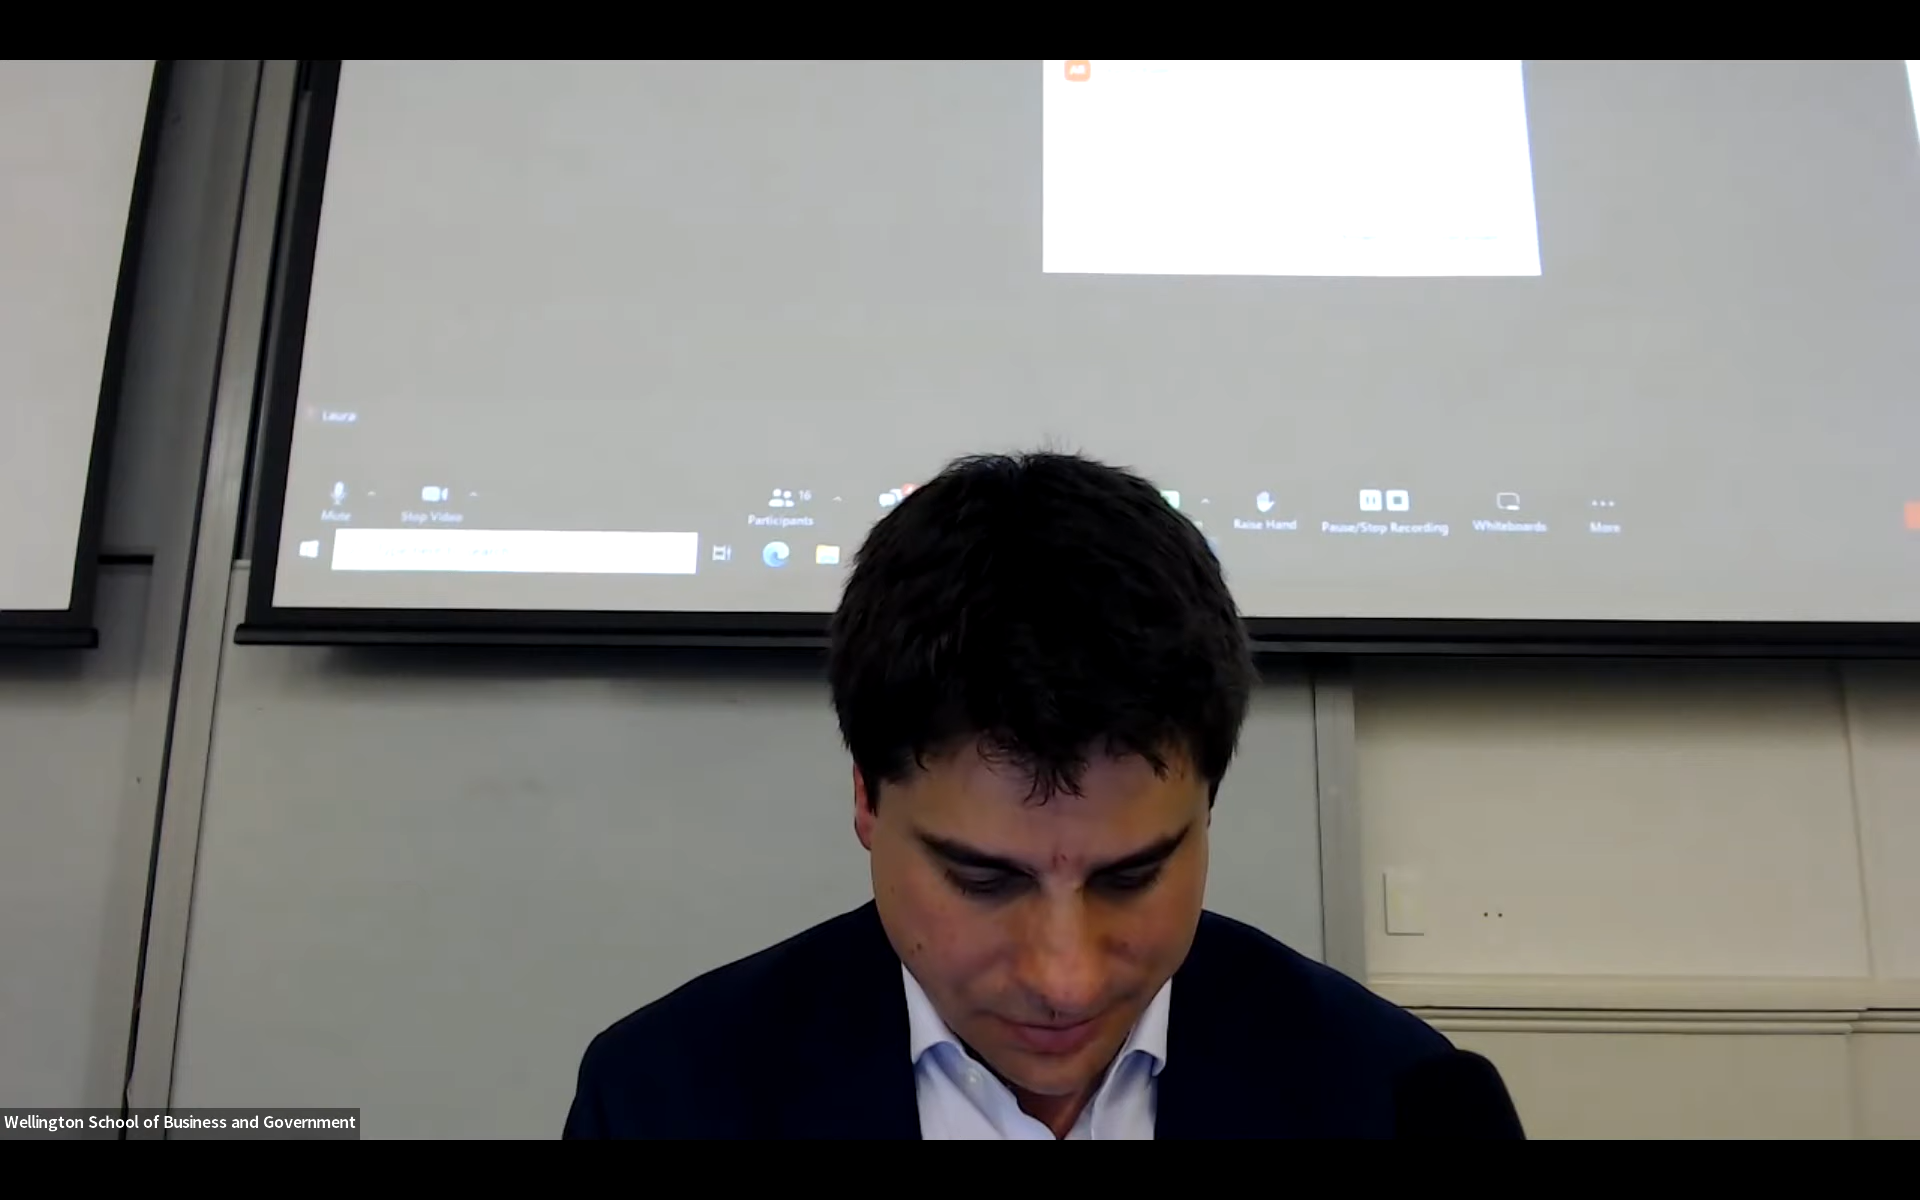 AS
Laura
16
Mute
Stop Video
Participants
Raise Hand
Pause/Stop Recording
Whiteboards
More
Wellington School of Business and Government